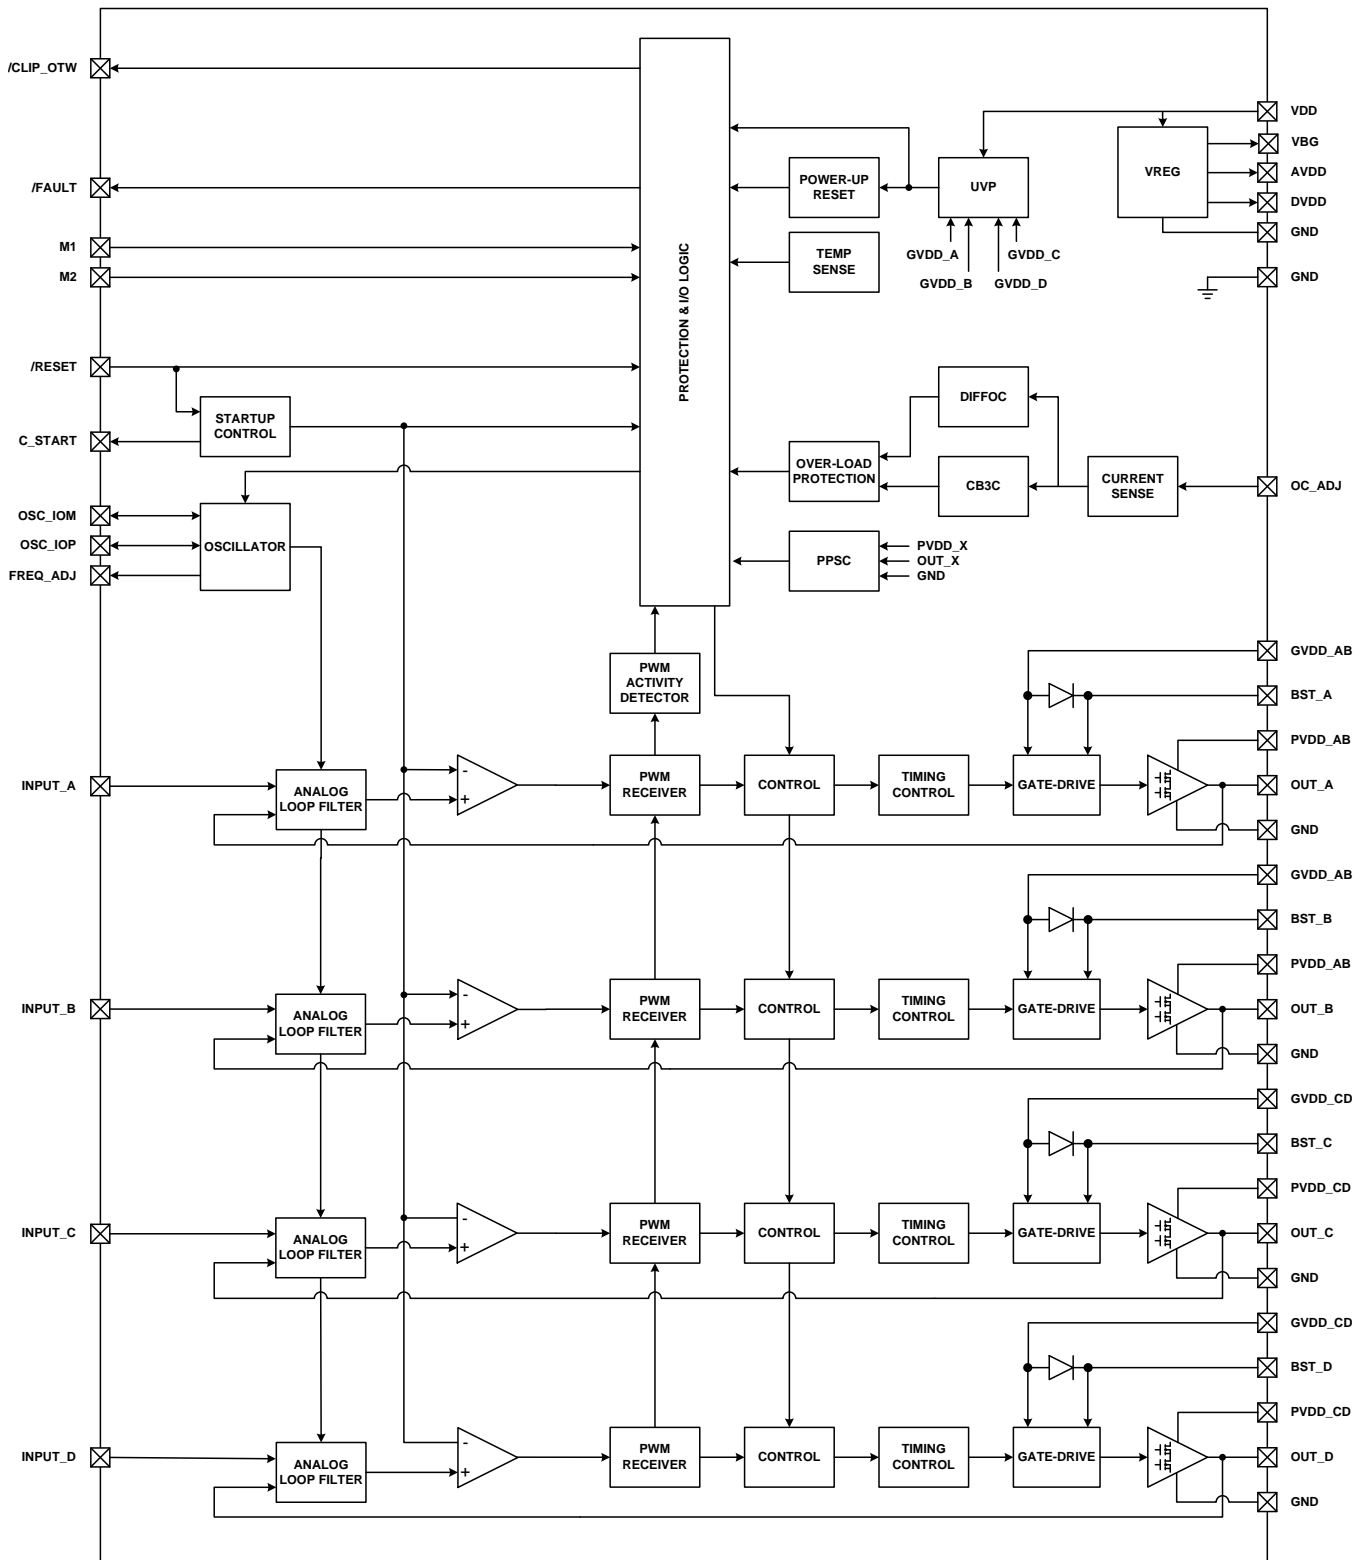 /CLIP_OTW
/FAULT
M1
M2
/RESET
C_START
OSC_IOM
OSC_IOP
FREQ_ADJ
STARTUP
CONTROL
OSCILLATOR
PROTECTION & I/O LOGIC
POWER-UP
RESET
UVP
GVDD_A
GVDD_C
GVDD_B
GVDD_D
TEMP
SENSE
VREG
VDD
VBG
AVDD
DVDD
GND
GND
DIFFOC
OVER-LOAD
PROTECTION
CB3C
CURRENT
SENSE
OC_ADJ
PPSC
PVDD_X
OUT_X
GND
PWM
ACTIVITY
DETECTOR
INPUT_A
ANALOG
LOOP FILTER
-
+
PWM
RECEIVER
CONTROL
TIMING
CONTROL
GATE-DRIVE
GVDD_AB
BST_A
PVDD_AB
OUT_A
GND
INPUT_B
ANALOG
LOOP FILTER
-
+
PWM
RECEIVER
CONTROL
TIMING
CONTROL
GATE-DRIVE
GVDD_AB
BST_B
PVDD_AB
OUT_B
GND
INPUT_C
ANALOG
LOOP FILTER
-
+
PWM
RECEIVER
CONTROL
TIMING
CONTROL
GATE-DRIVE
GVDD_CD
BST_C
PVDD_CD
OUT_C
GND
INPUT_D
ANALOG
LOOP FILTER
-
+
PWM
RECEIVER
CONTROL
TIMING
CONTROL
GATE-DRIVE
GVDD_CD
BST_D
PVDD_CD
OUT_D
GND